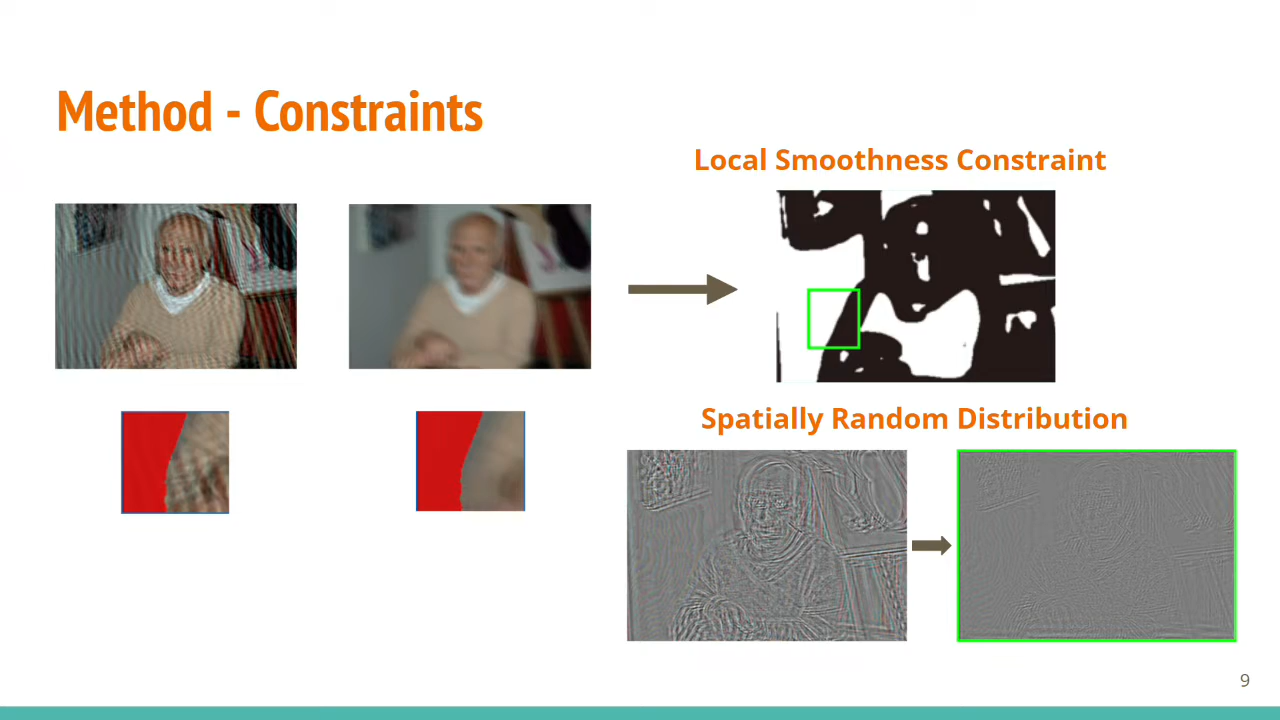 Method - Constraints
Local Smoothness Constraint
Spatially Random Distribution
9